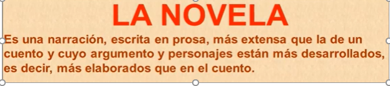 LA NOVELA
Es una narración, escrita en prosa, más extensa que la de un
cuento y cuyo argumento y personajes están más desarrollados,
es decir, más elaborados que en el cuento.